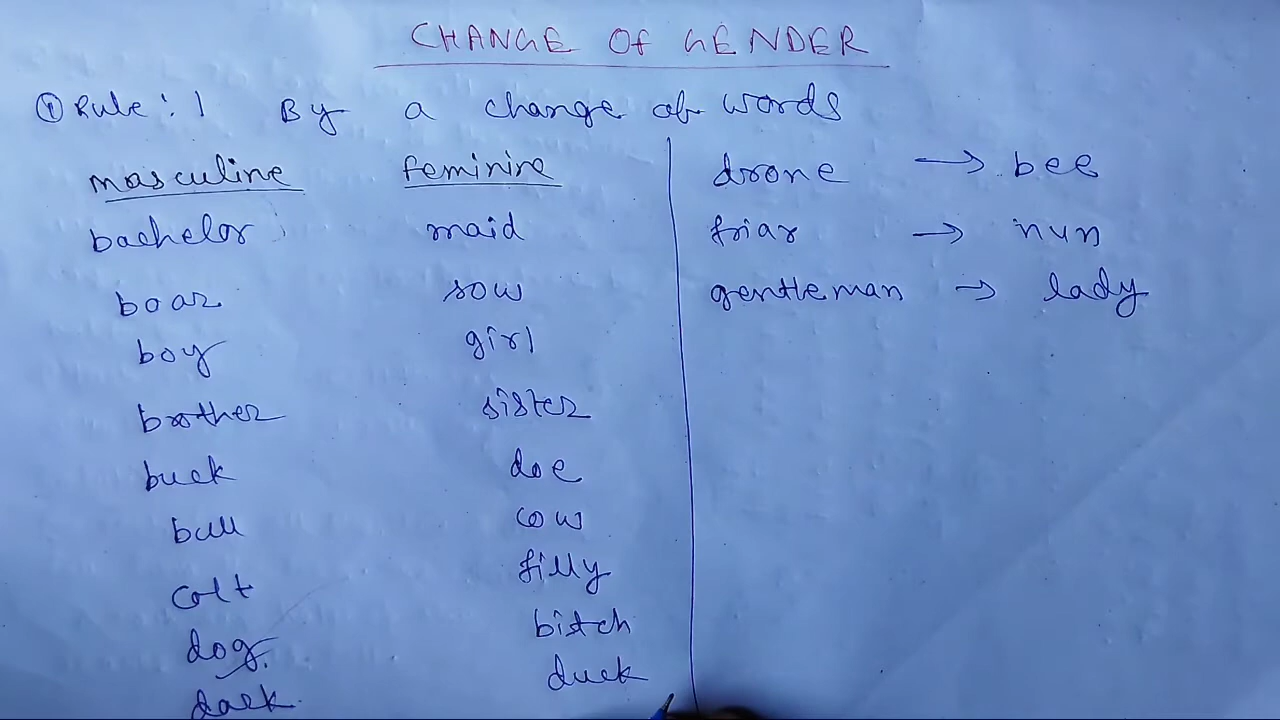 CHANGE OF GENDER
① Rule: 1 By a change of words
masculine feminine
bachelor maid
boar sow
boy girl
brother sister
buck doe
bull cow
colt filly
dog bitch
duck
drone → bee
friar → nun
gentleman → lady